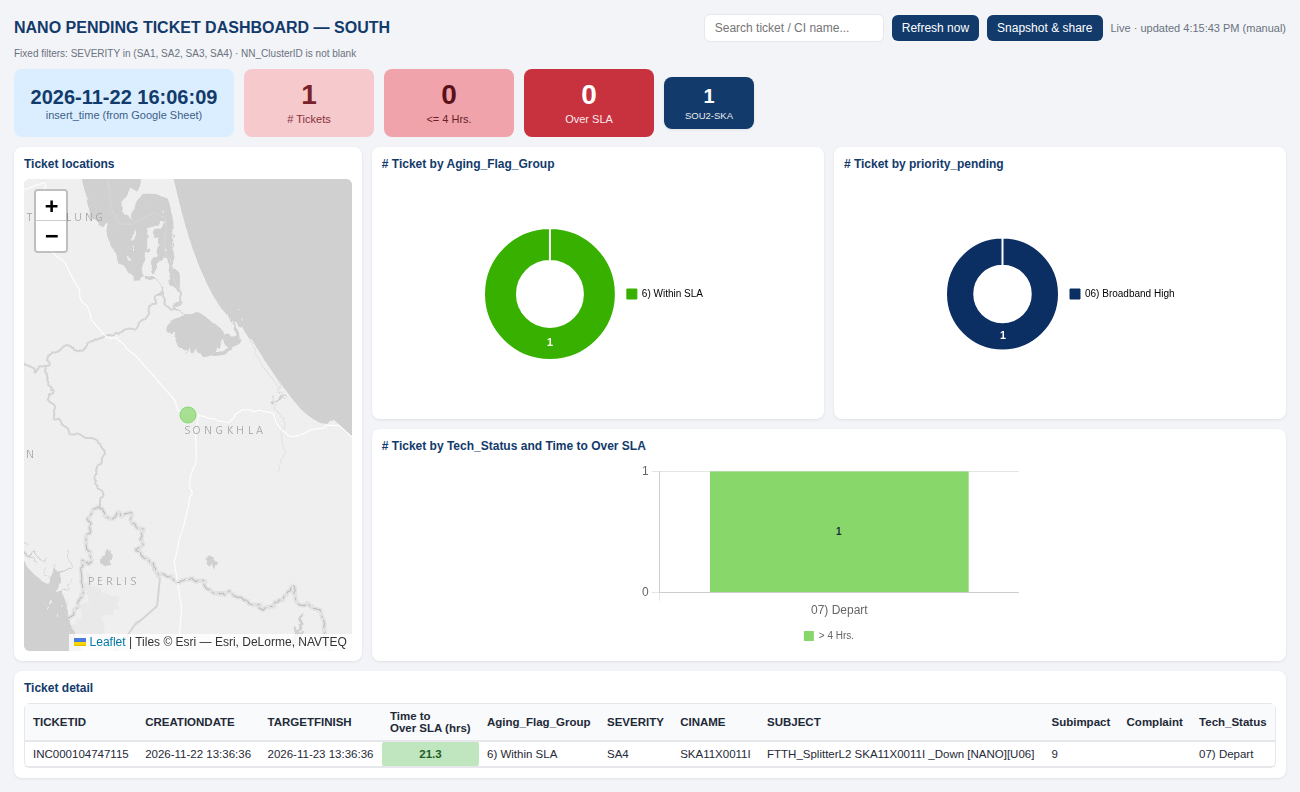 NANO PENDING TICKET DASHBOARD — SOUTH
Search ticket / CI name...
Refresh now
Snapshot & share
Live · updated 4:15:43 PM (manual)
Fixed filters: SEVERITY in (SA1, SA2, SA3, SA4) · NN_ClusterID is not blank
2026-11-22 16:06:09
insert_time (from Google Sheet)
1
# Tickets
0
<= 4 Hrs.
0
Over SLA
1
SOU2-SKA
Ticket locations
+
−
LUNG
SONGKHLA
N
PERLIS
Leaflet | Tiles © Esri — Esri, DeLorme, NAVTEQ
# Ticket by Aging_Flag_Group
1
6) Within SLA
# Ticket by priority_pending
1
06) Broadband High
# Ticket by Tech_Status and Time to Over SLA
1
1
0
07) Depart
> 4 Hrs.
Ticket detail
TICKETID CREATIONDATE TARGETFINISH Time to Over SLA (hrs) Aging_Flag_Group SEVERITY CINAME SUBJECT Subimpact Complaint Tech_Status
INC000104747115 2026-11-22 13:36:36 2026-11-23 13:36:36 21.3 6) Within SLA SA4 SKA11X0011I FTTH_SplitterL2 SKA11X0011I _Down [NANO][U06] 9 07) Depart